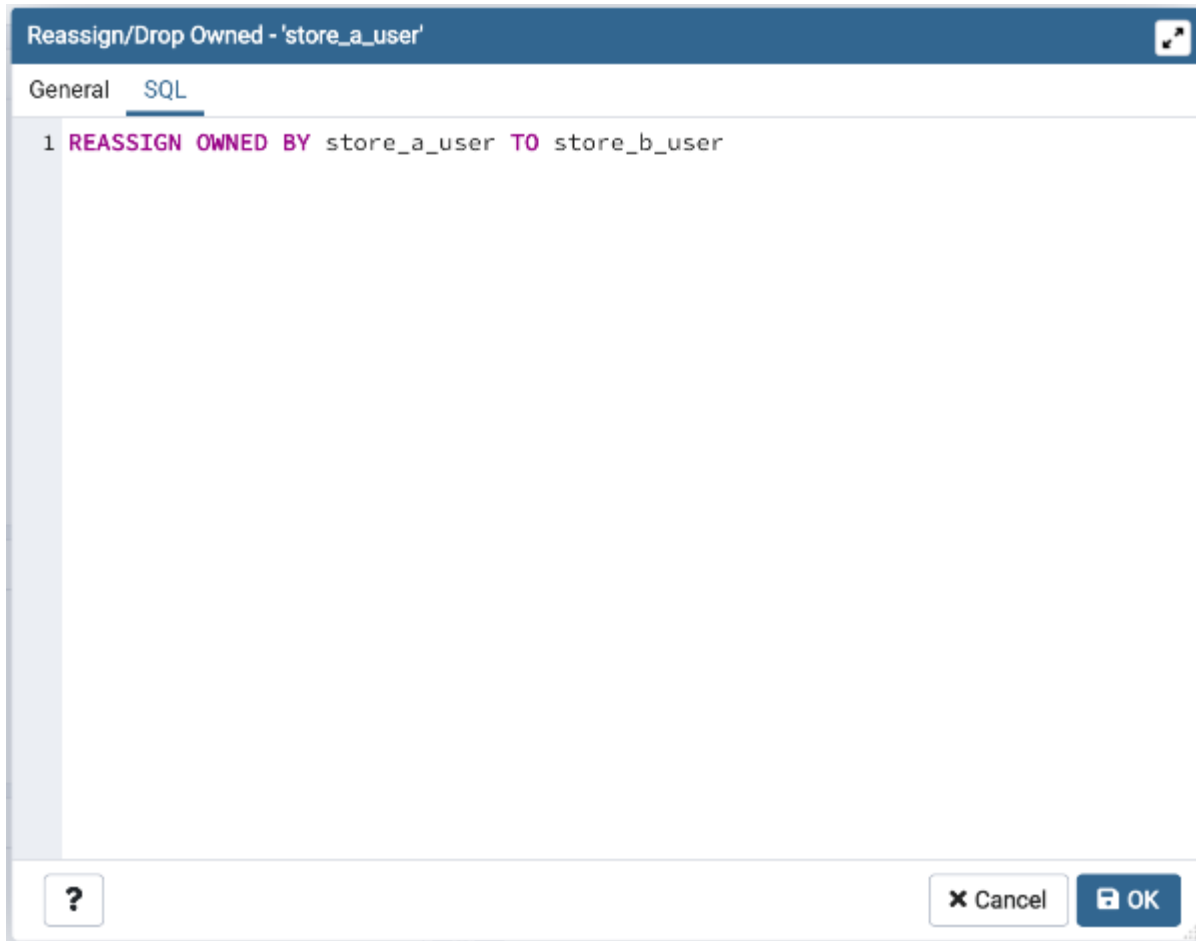 Reassign/Drop Owned - 'store_a_user'
General SQL
1 REASSIGN OWNED BY store_a_user TO store_b_user
? Cancel OK